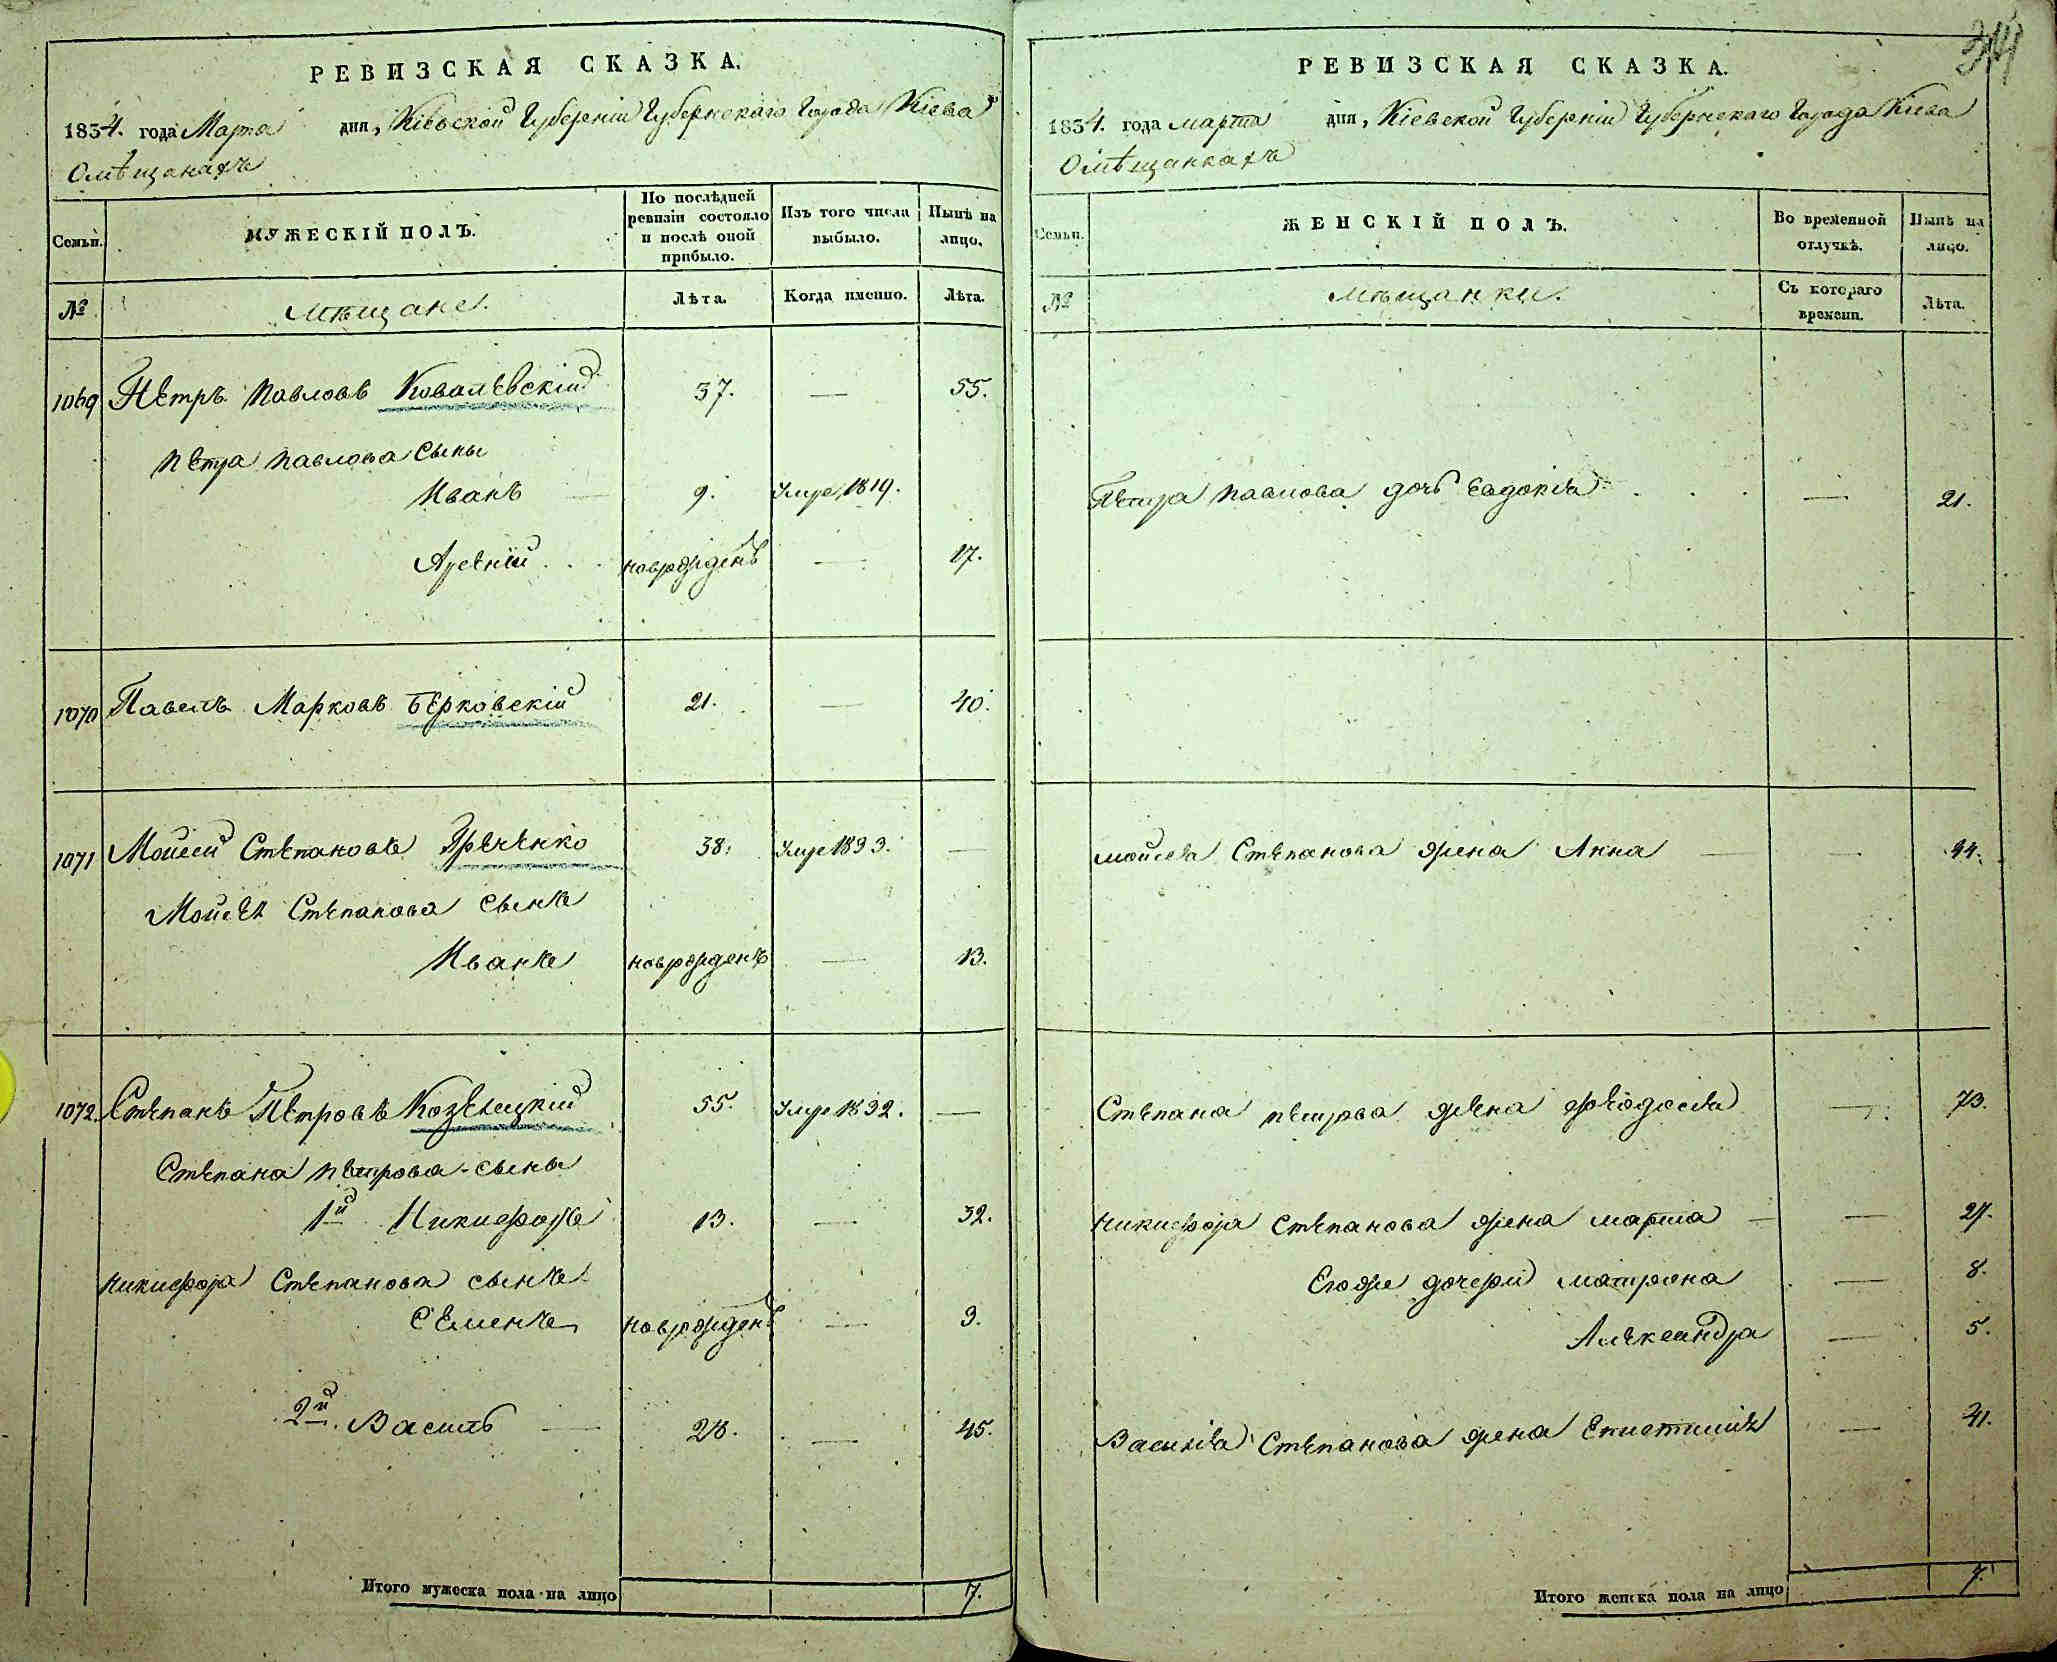 РЕВИЗСКАЯ СКАЗКА.
1834. года Марта дня, Кіевской Губерніи Губернскаго Города Кіева
О мѣщанахъ
Семьи.
МУЖЕСКІЙ ПОЛЪ.
По послѣдней ревизіи состояло и послѣ оной прибыло.
Изъ того числа выбыло.
Нынѣ на лицо.
№
мѣщане.
Лѣта.
Когда именно.
Лѣта.
1069 Петръ Павловъ Ковалевскій 37. — 55.
Петра Павлова сыны
Иванъ — 9. Умре, 1819.
Арсеній . . . новорожденъ — 17.
1070 Павелъ Марковъ Берковскій 21. — 40.
1071 Моисей Степановъ 38. Умре 1833. —
Моисея Степанова сынъ
Иванъ новорожденъ — 13.
1072. Степанъ Петровъ Козелецкій 55. Умре 1832. —
Степана Петрова сыны
1й Никифоръ 13. — 32.
Никифора Степанова сынъ
Семенъ новорожденъ — 3.
2й. Василь — 26. — 45.
Итого мужеска пола на лицо 7.
34
РЕВИЗСКАЯ СКАЗКА.
1834. года марта дня, Кіевской Губерніи Губернскаго Города Кіева
О мѣщанкахъ
Семьи.
ЖЕНСКІЙ ПОЛЪ.
Во временной отлучкѣ.
Нынѣ на лицо.
№
мѣщанки.
Съ котораго времени.
Лѣта.
Петра Павлова дочь Евдокія . . . — 21.
Моисея Степанова жена Анна — — 44.
Степана Петрова жена Феодосія — 73.
Никифора Степанова жена Марѳа — — 27.
Егоже дочери Матрона . — 8.
Александра — 5.
Василія Степанова жена Епистимія — 41.
Итого женска пола на лицо 7.